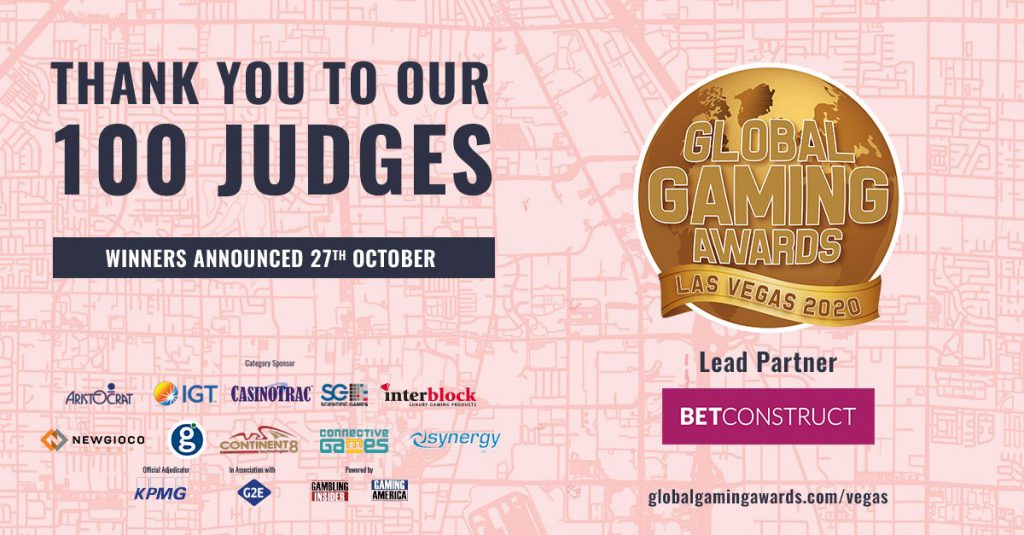 THANK YOU TO OUR
100 JUDGES
WINNERS ANNOUNCED 27TH OCTOBER
GLOBAL
GAMING
AWARDS
LAS VEGAS 2020
Lead Partner
BETCONSTRUCT
globalgamingawards.com/vegas
Category Sponsor
ARISTOCRAT
IGT
CASINOTRAC
SG
SCIENTIFIC GAMES
interblock
LUXURY GAMING PRODUCTS
NEWGIOCO
GROUP
g
CONTINENT8
CONNECTIVE
GAMES
synergy
Official Adjudicator
In Association with
Powered by
KPMG
G2E
GAMBLING
INSIDER
GAMING
AMERICA